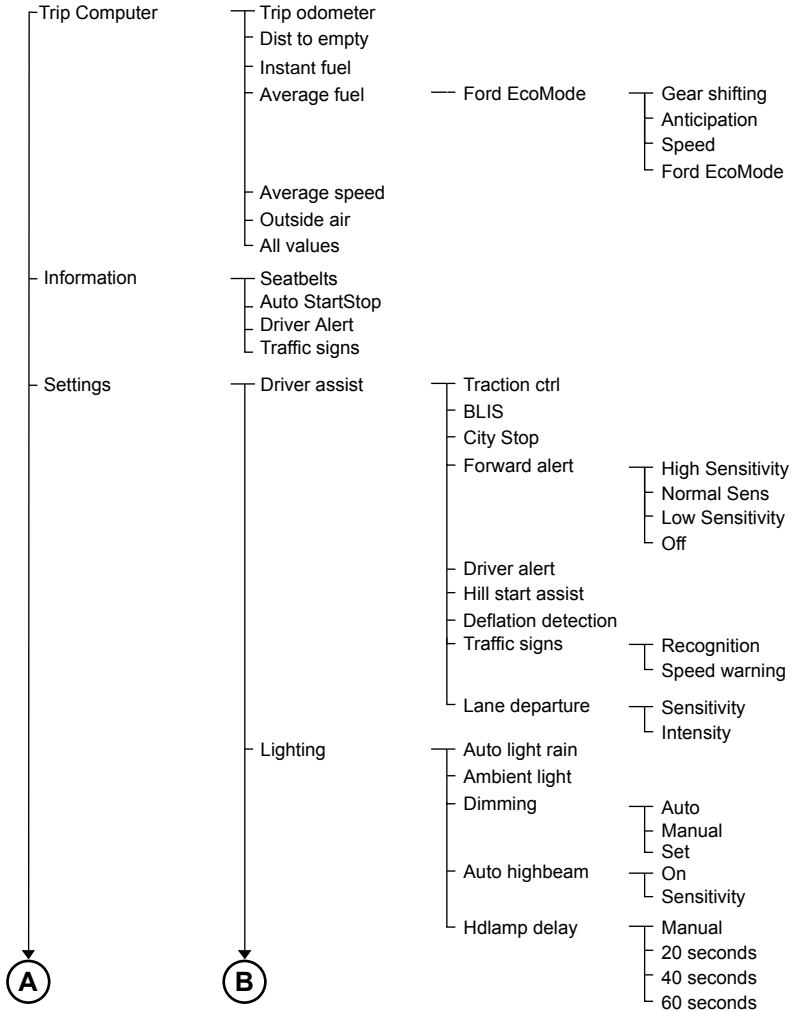 Trip Computer
Trip odometer
Dist to empty
Instant fuel
Average fuel
Ford EcoMode
Gear shifting
Anticipation
Speed
Ford EcoMode
Average speed
Outside air
All values
Information
Seatbelts
Auto StartStop
Driver Alert
Traffic signs
Settings
Driver assist
Traction ctrl
BLIS
City Stop
Forward alert
High Sensitivity
Normal Sens
Low Sensitivity
Off
Driver alert
Hill start assist
Deflation detection
Traffic signs
Recognition
Speed warning
Lane departure
Sensitivity
Intensity
Lighting
Auto light rain
Ambient light
Dimming
Auto
Manual
Set
Auto highbeam
On
Sensitivity
Hdlamp delay
Manual
20 seconds
40 seconds
60 seconds
A
B